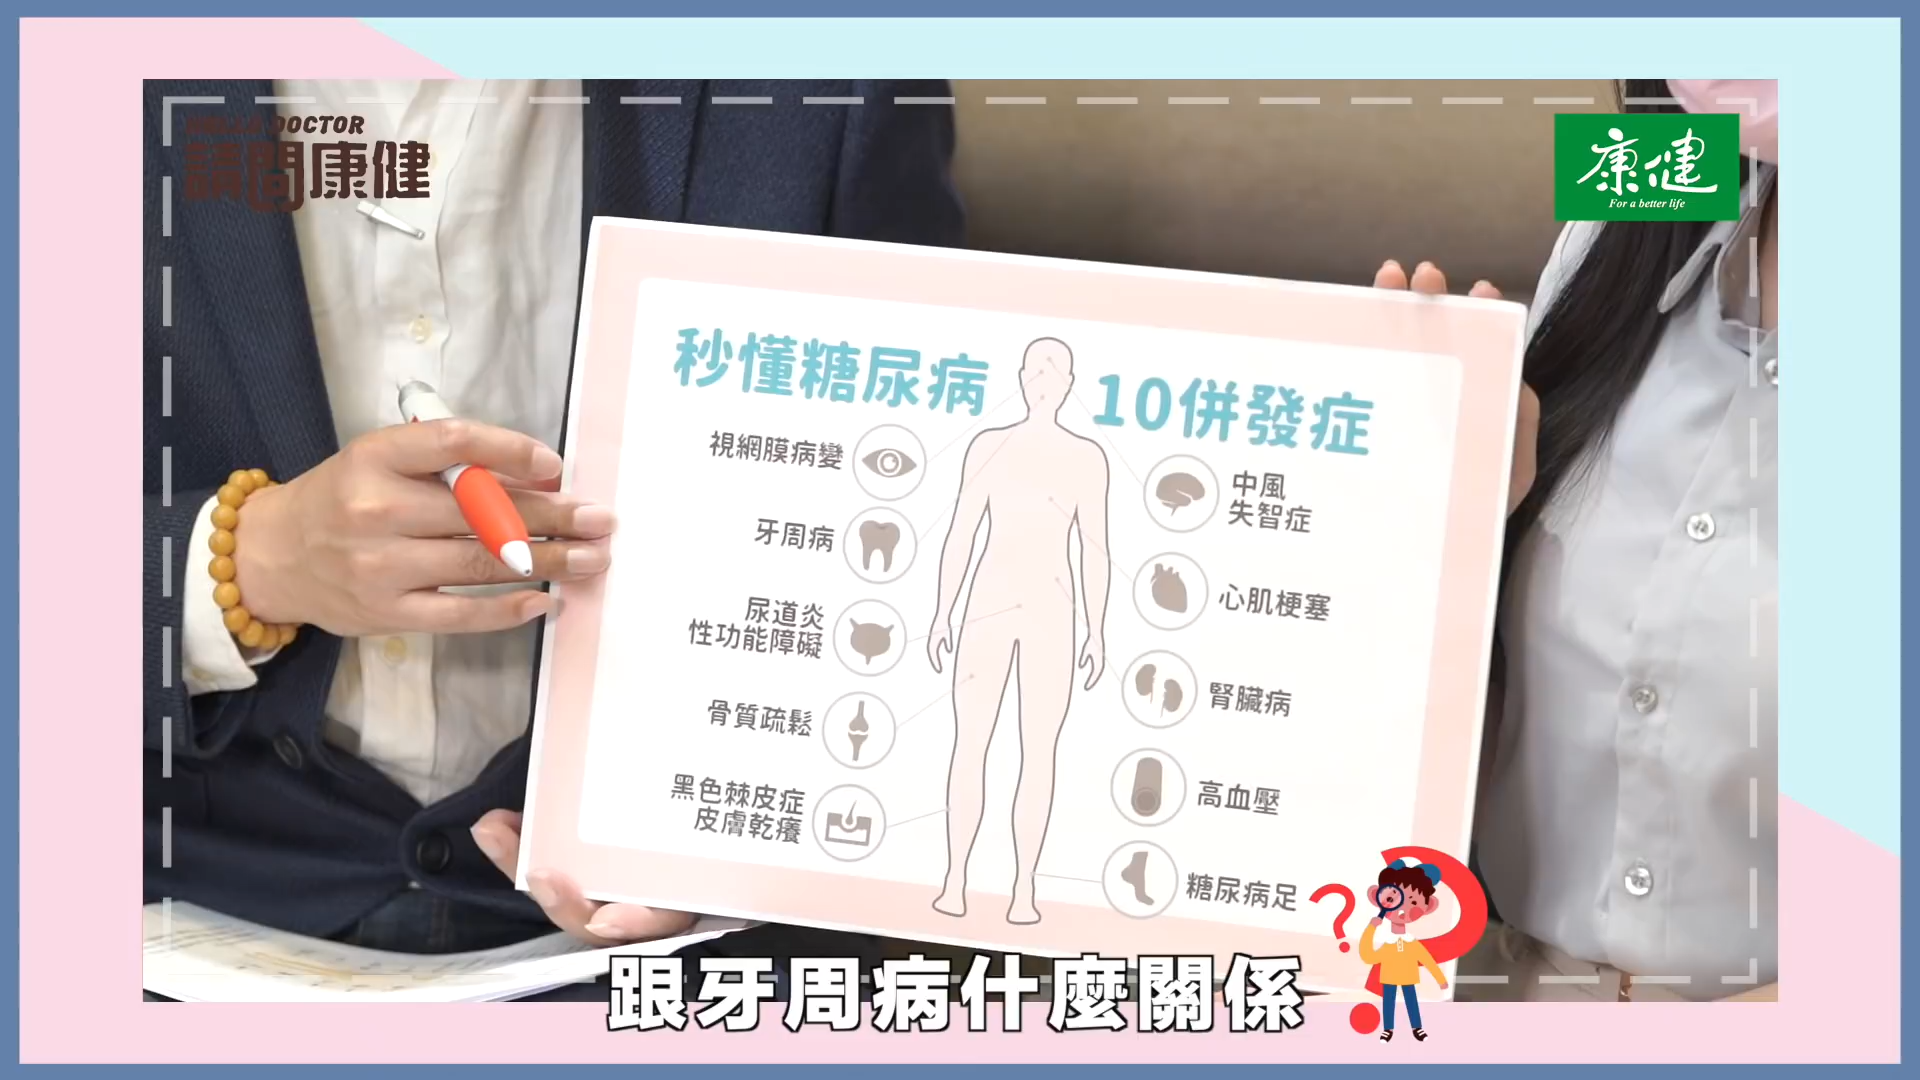 HELLO DOCTOR
請問康健
康健
For a better life
秒懂糖尿病
10併發症
視網膜病變
牙周病
尿道炎
性功能障礙
骨質疏鬆
黑色棘皮症
皮膚乾癢
中風
失智症
心肌梗塞
腎臟病
高血壓
糖尿病足
跟牙周病什麼關係